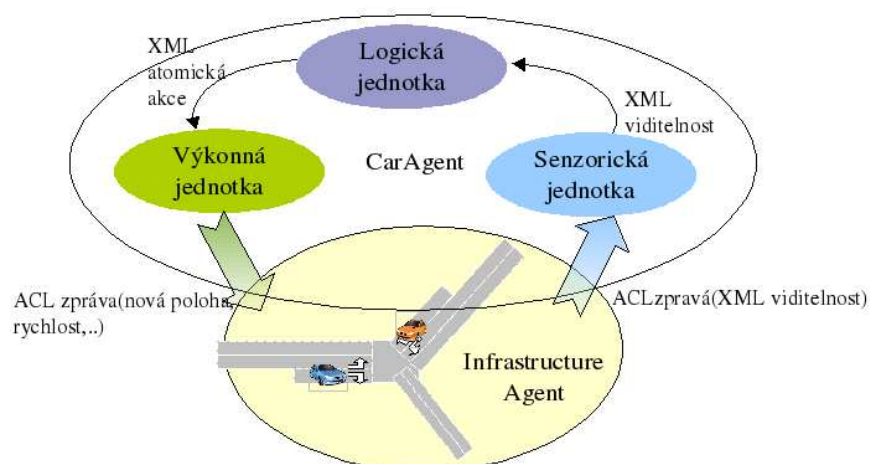 XML
atomická
akce
Logická
jednotka
XML
viditelnost
Výkonná
jednotka
CarAgent
Senzorická
jednotka
ACL zpráva(nová poloha,
rychlost,..)
ACLzpravá(XML viditelnost)
Infrastructure
Agent